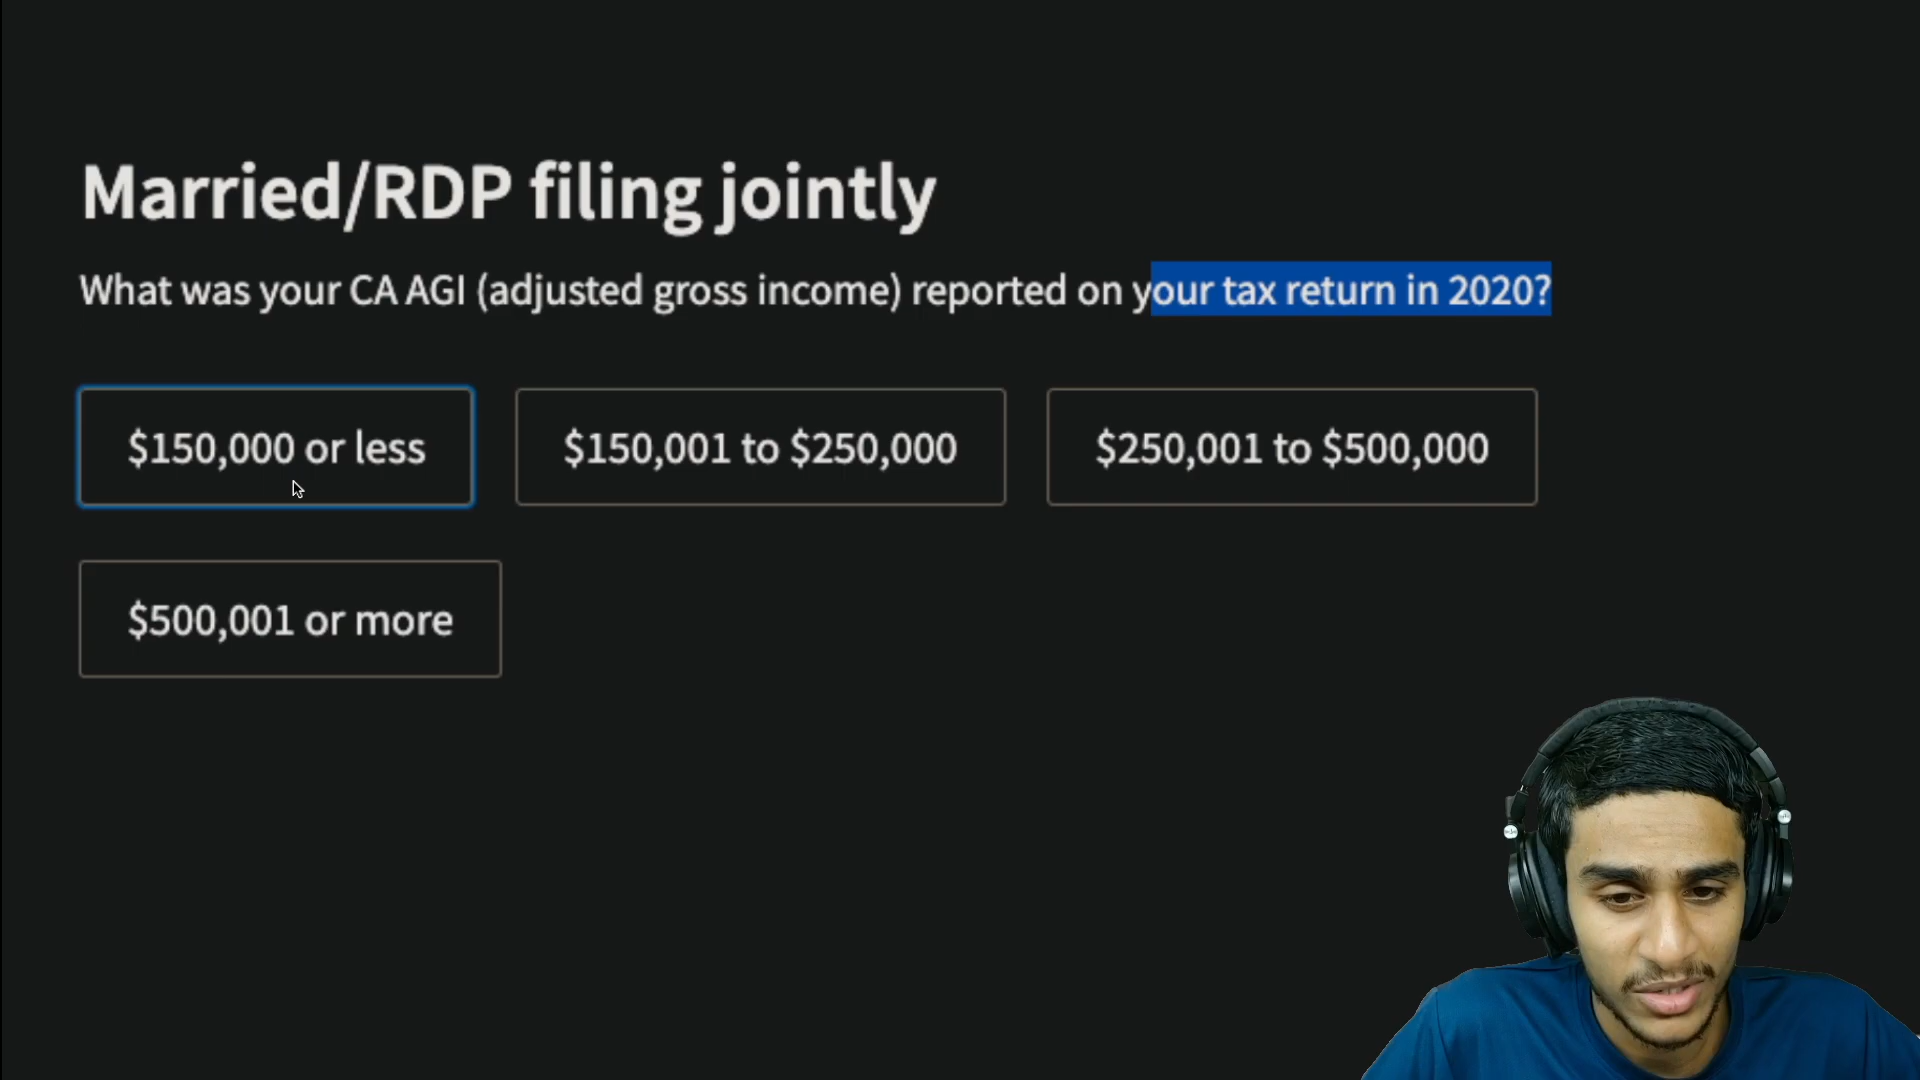 Married/RDP filing jointly
What was your CA AGI (adjusted gross income) reported on your tax return in 2020?
$150,000 or less
$150,001 to $250,000
$250,001 to $500,000
$500,001 or more